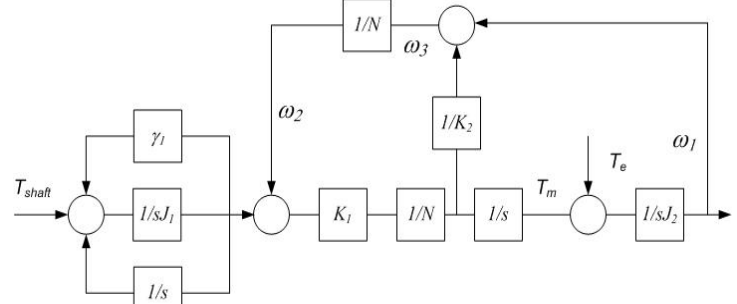 1/N
ω3
ω2
1/K2
ω1
γ1
Te
Tshaft
1/sJ1
K1
1/N
1/s
Tm
1/sJ2
1/s